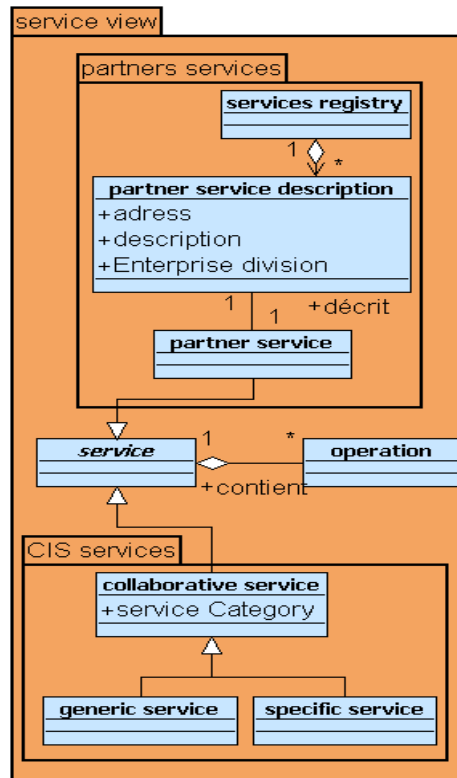 service view
partners services
services registry
1
*
partner service description
+adress
+description
+Enterprise division
1
+décrit
1
partner service
service
1
*
operation
+contient
CIS services
collaborative service
+service Category
generic service
specific service